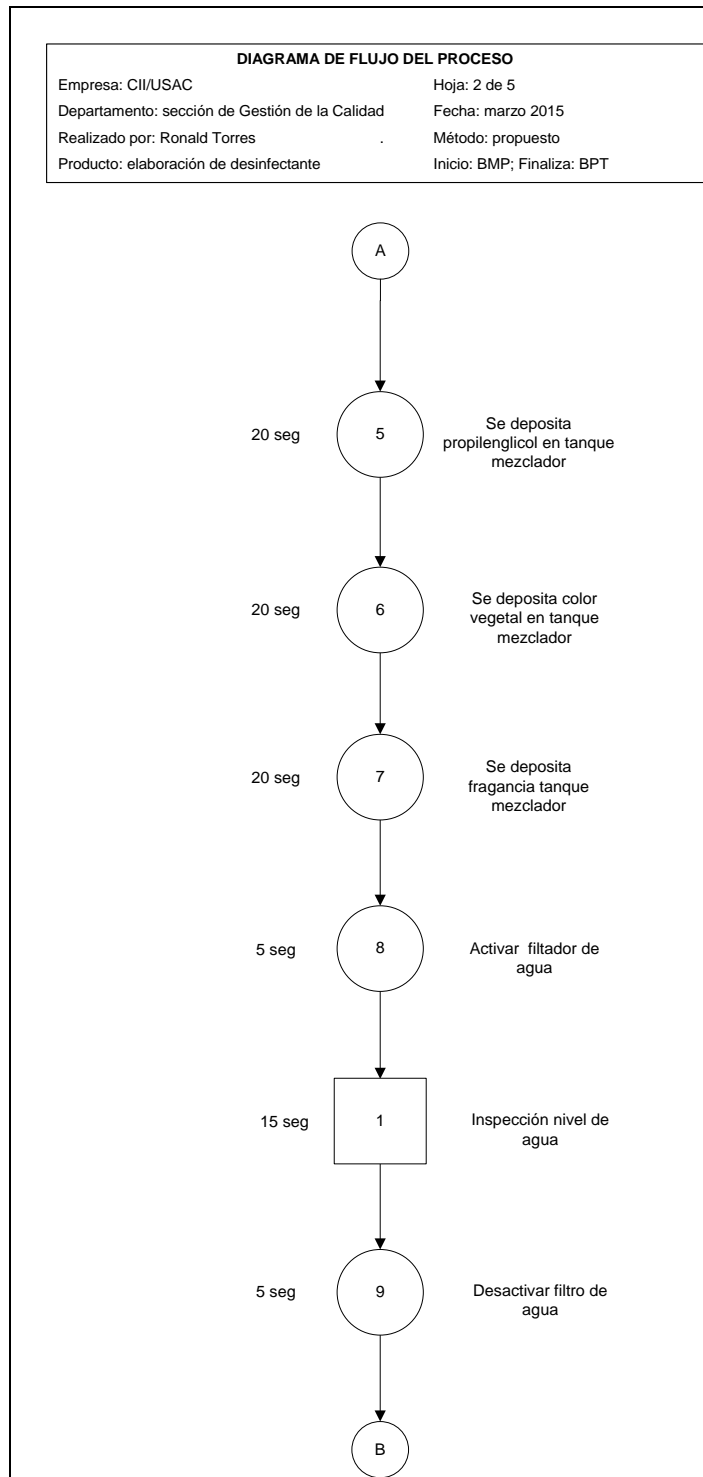 DIAGRAMA DE FLUJO DEL PROCESO
Empresa: CII/USAC Hoja: 2 de 5
Departamento: sección de Gestión de la Calidad Fecha: marzo 2015
Realizado por: Ronald Torres . Método: propuesto
Producto: elaboración de desinfectante Inicio: BMP; Finaliza: BPT
A
20 seg
5
Se deposita
propilenglicol en tanque
mezclador
20 seg
6
Se deposita color
vegetal en tanque
mezclador
20 seg
7
Se deposita
fragancia tanque
mezclador
5 seg
8
Activar filtador de
agua
15 seg
1
Inspección nivel de
agua
5 seg
9
Desactivar filtro de
agua
B